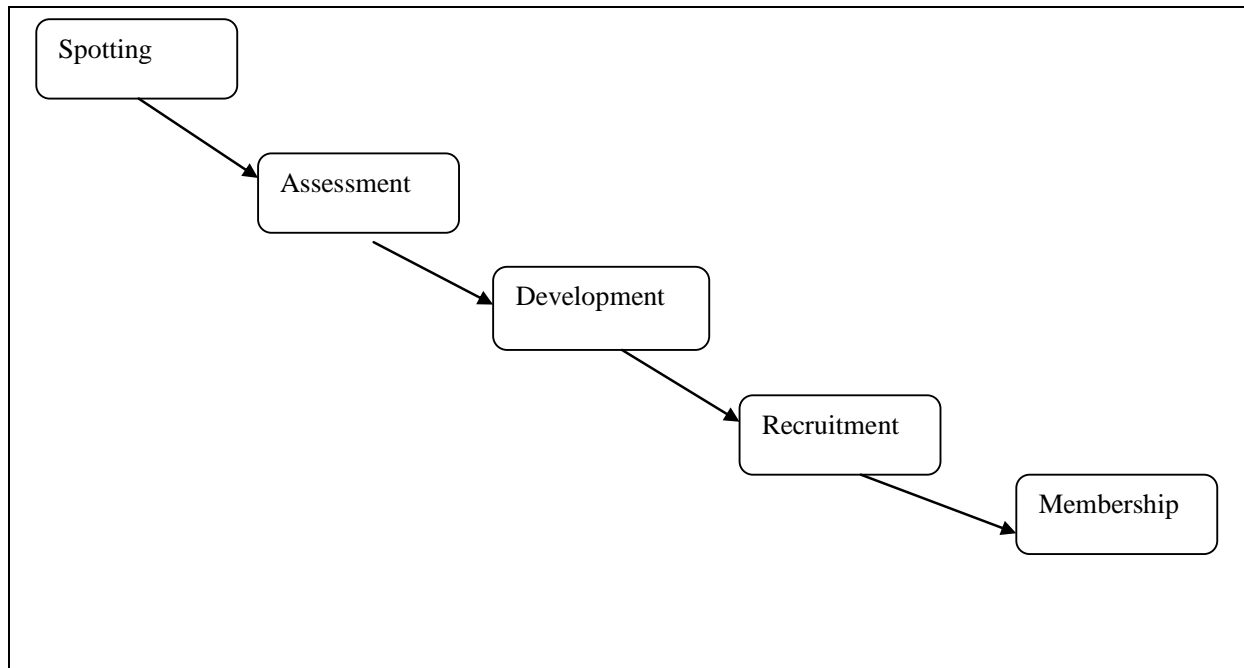 Spotting
Assessment
Development
Recruitment
Membership